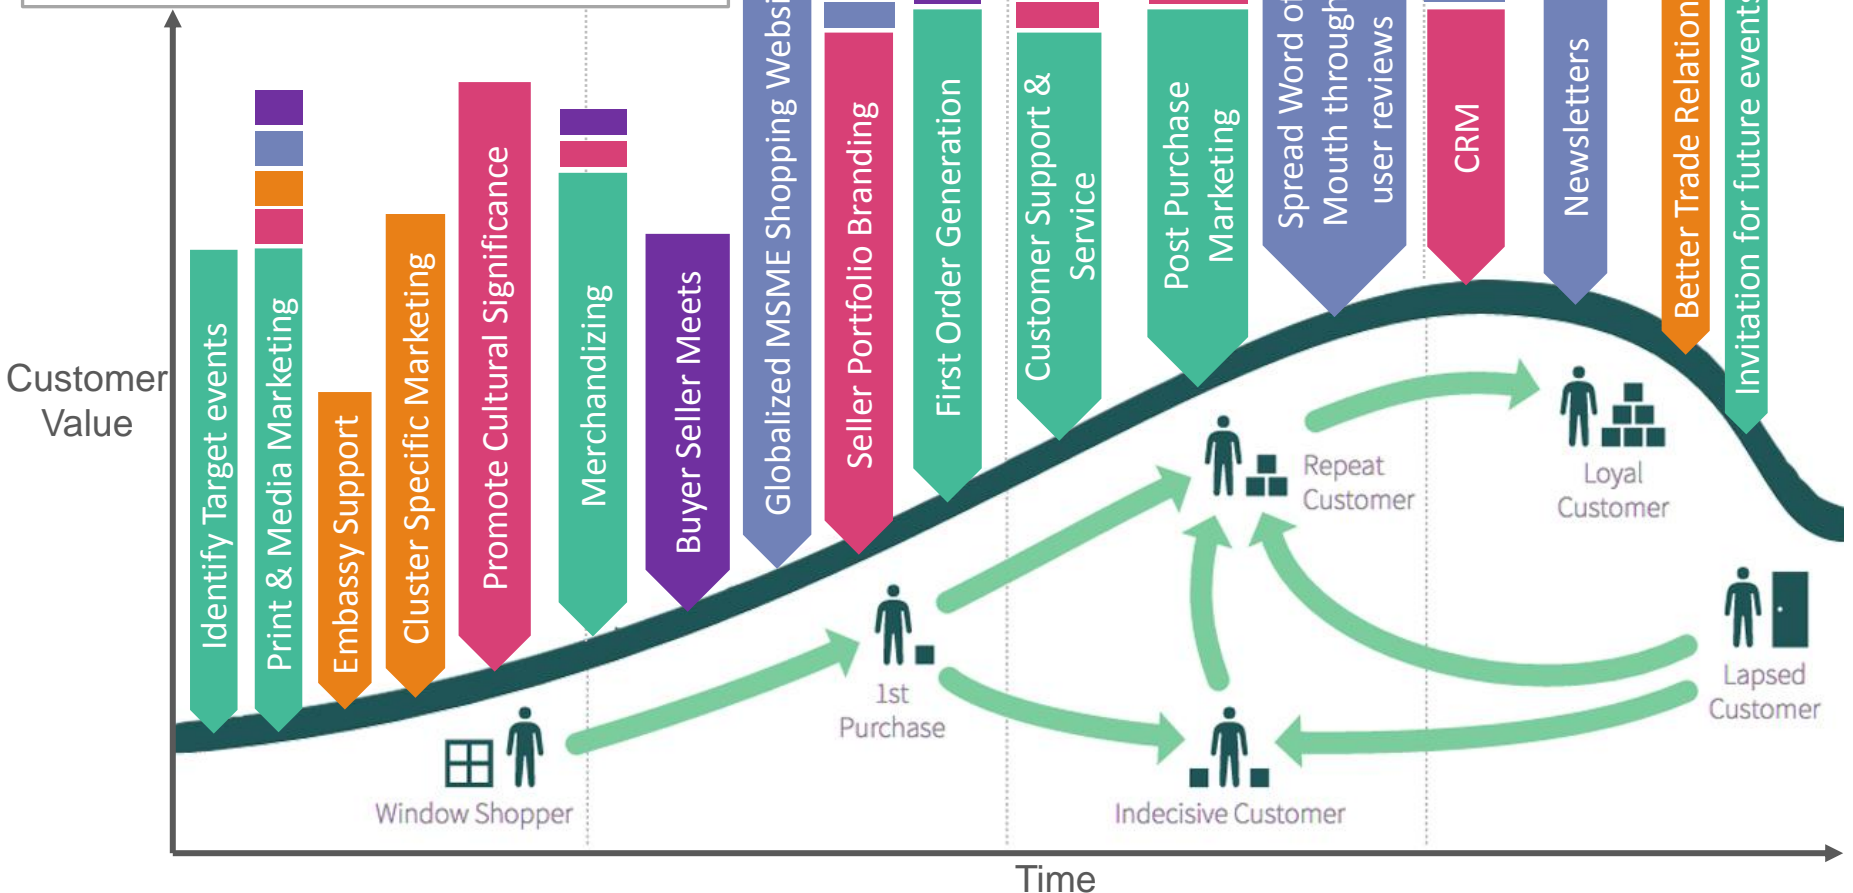 Customer
Value
Identify Target events
Print & Media Marketing
Embassy Support
Cluster Specific Marketing
Promote Cultural Significance
Merchandizing
Buyer Seller Meets
Globalized MSME Shopping Websi
Seller Portfolio Branding
First Order Generation
Customer Support &
Service
Post Purchase
Marketing
Spread Word of
Mouth through
user reviews
CRM
Newsletters
Better Trade Relation
Invitation for future events
Window Shopper
1st
Purchase
Repeat
Customer
Indecisive Customer
Loyal
Customer
Lapsed
Customer
Time